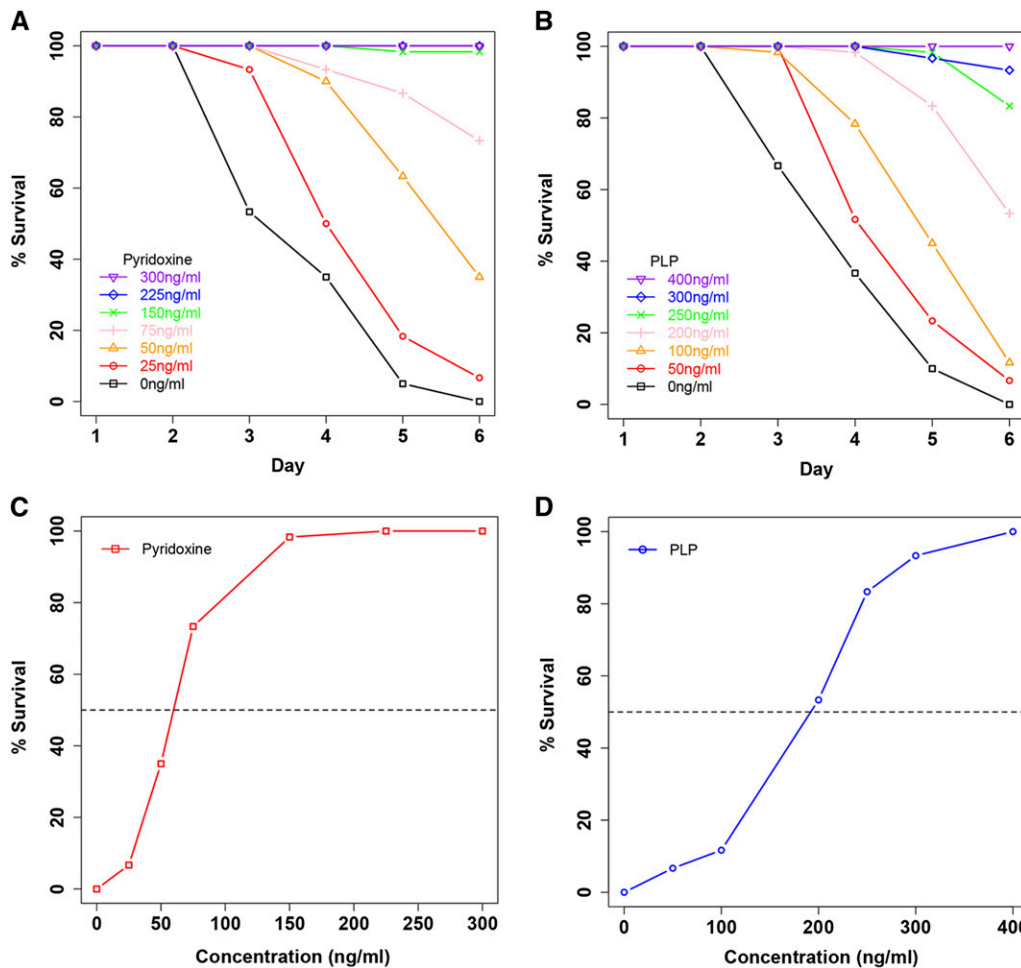 A
100
80
60
40
20
0
% Survival
Pyridoxine
300ng/ml
225ng/ml
150ng/ml
75ng/ml
50ng/ml
25ng/ml
0ng/ml
1 2 3 4 5 6
Day
B
100
80
60
40
20
0
% Survival
PLP
400ng/ml
300ng/ml
250ng/ml
200ng/ml
100ng/ml
50ng/ml
0ng/ml
1 2 3 4 5 6
Day
C
100
80
60
40
20
0
% Survival
Pyridoxine
0 50 100 150 200 250 300
Concentration (ng/ml)
D
100
80
60
40
20
0
% Survival
PLP
0 100 200 300 400
Concentration (ng/ml)